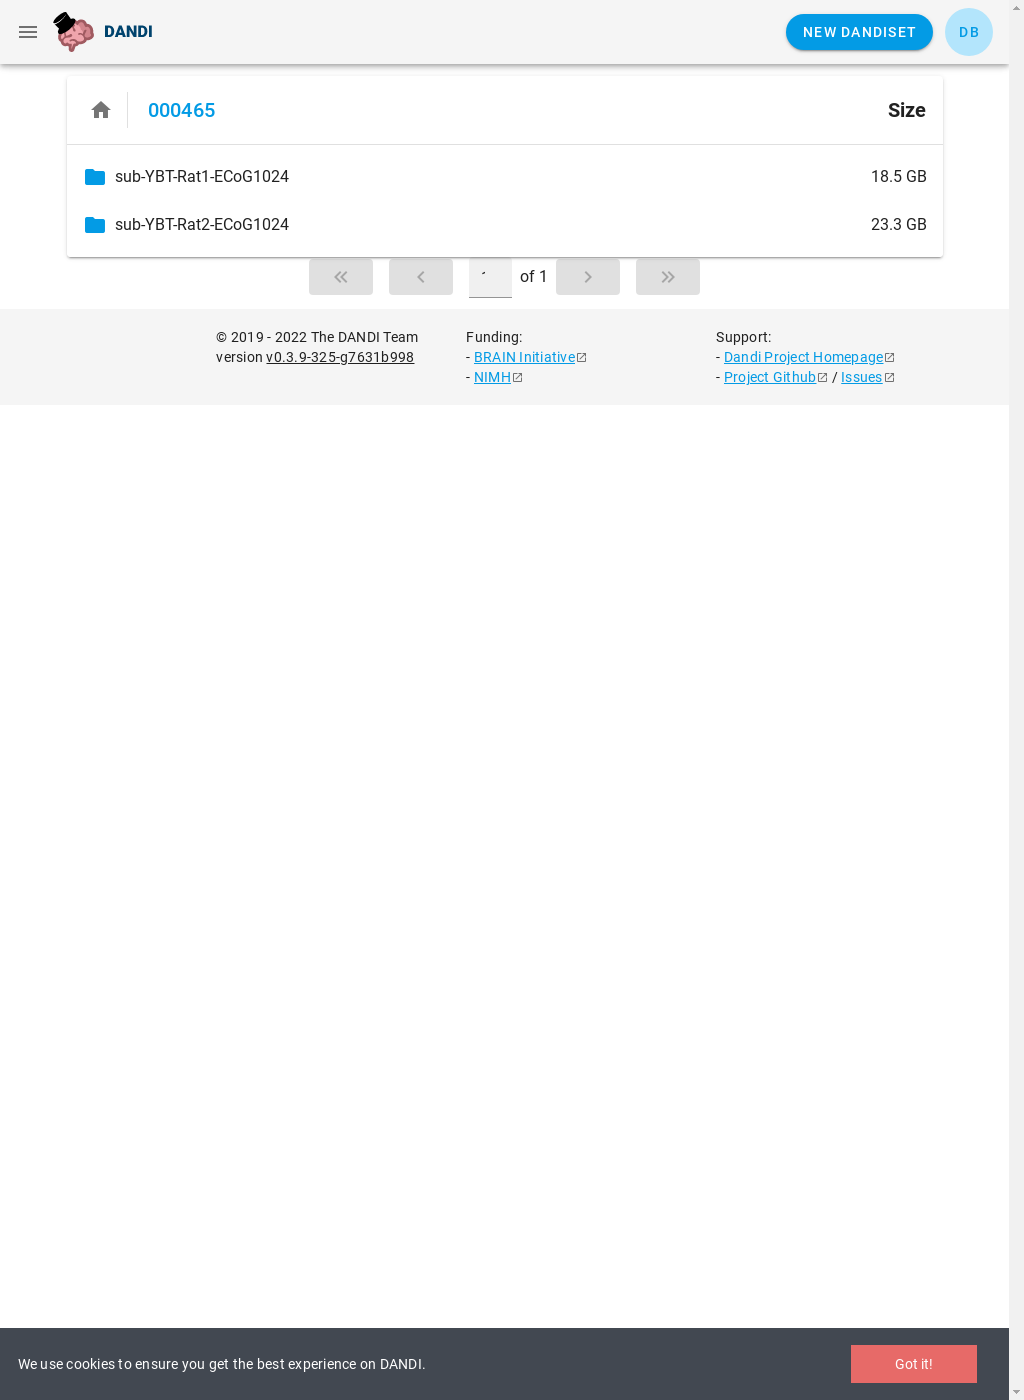 DANDI
NEW DANDISET
DB
000465
Size
sub-YBT-Rat1-ECoG1024
18.5 GB
sub-YBT-Rat2-ECoG1024
23.3 GB
of 1
© 2019 - 2022 The DANDI Team
version v0.3.9-325-g7631b998
Funding:
- BRAIN Initiative
- NIMH
Support:
- Dandi Project Homepage
- Project Github / Issues
We use cookies to ensure you get the best experience on DANDI.
Got it!